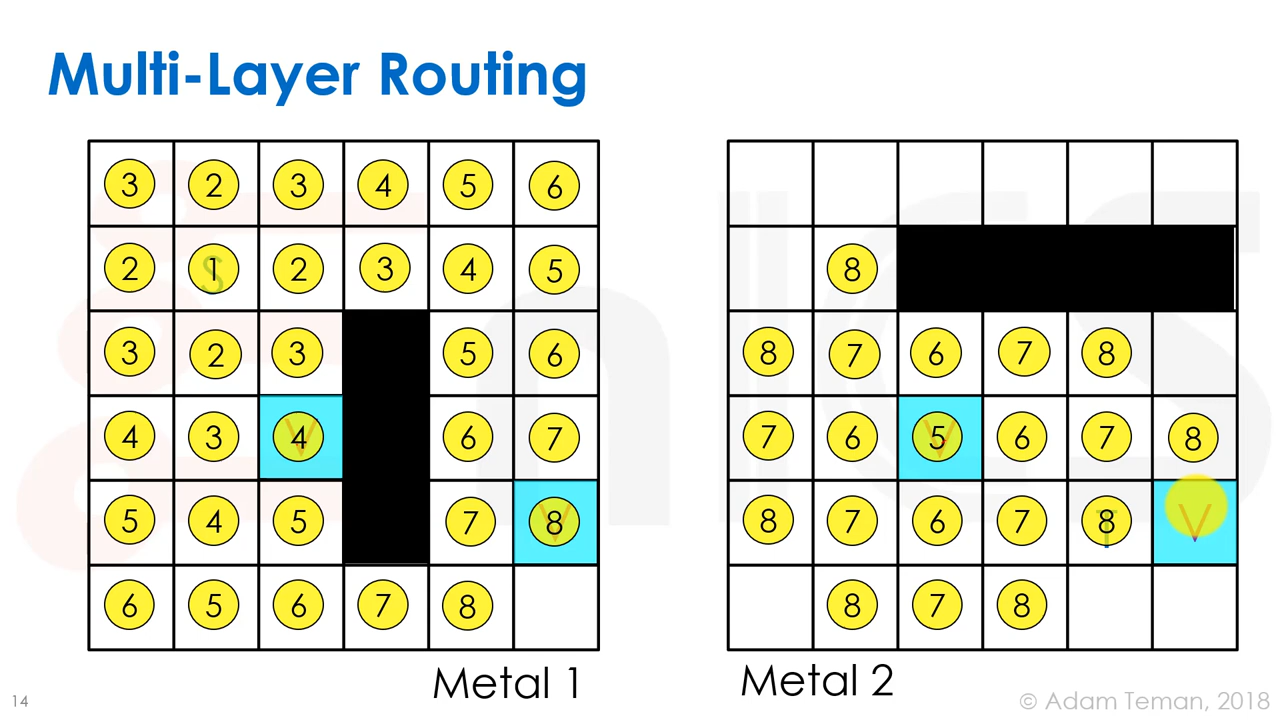 Multi-Layer Routing
3 2 3 4 5 6
2 1 S 2 3 4 5 8
3 2 3 5 6 8 7 6 7 8
4 3 4 V 6 7 7 6 5 V 6 7 8
5 4 5 7 8 V 8 7 6 7 8 T V
6 5 6 7 8 8 7 8
Metal 1 Metal 2
14 © Adam Teman, 2018